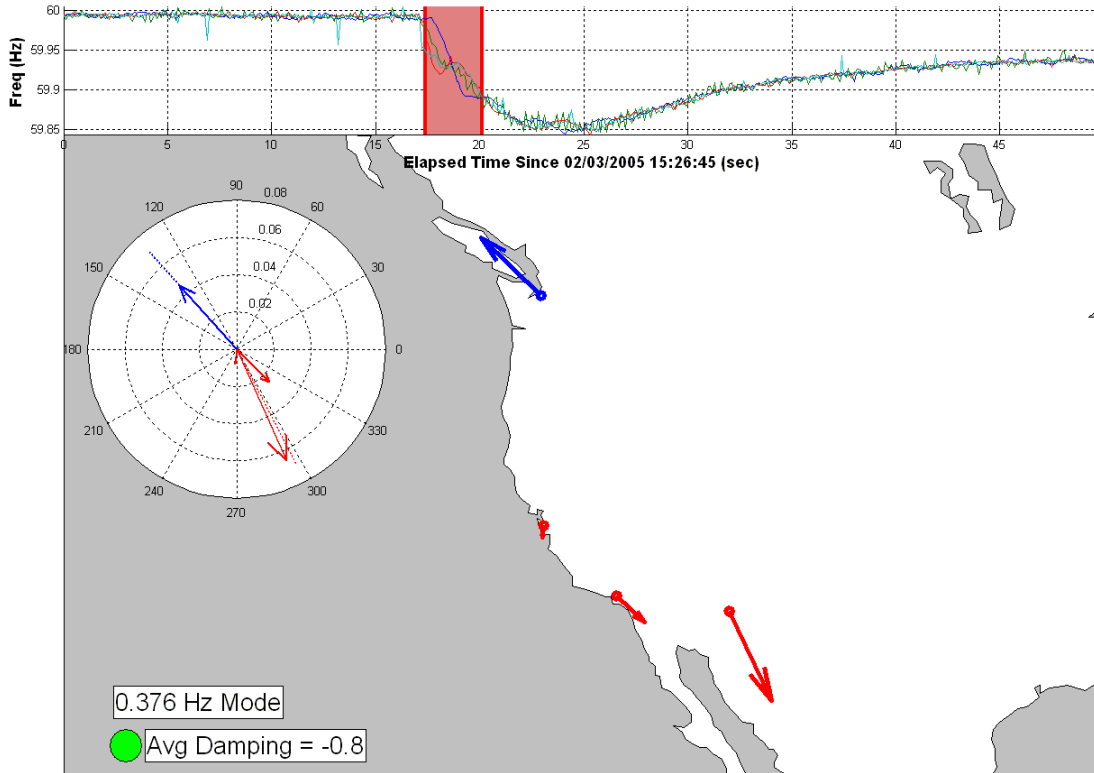 60
59.95
59.9
59.85
Freq (Hz)
0 5 10 15 20 25 30 35 40 45
Elapsed Time Since 02/03/2005 15:26:45 (sec)
90 0.08
120 60
0.06
0.04
150 30
0.02
180 0
210 330
240 300
270
0.376 Hz Mode
Avg Damping = -0.8